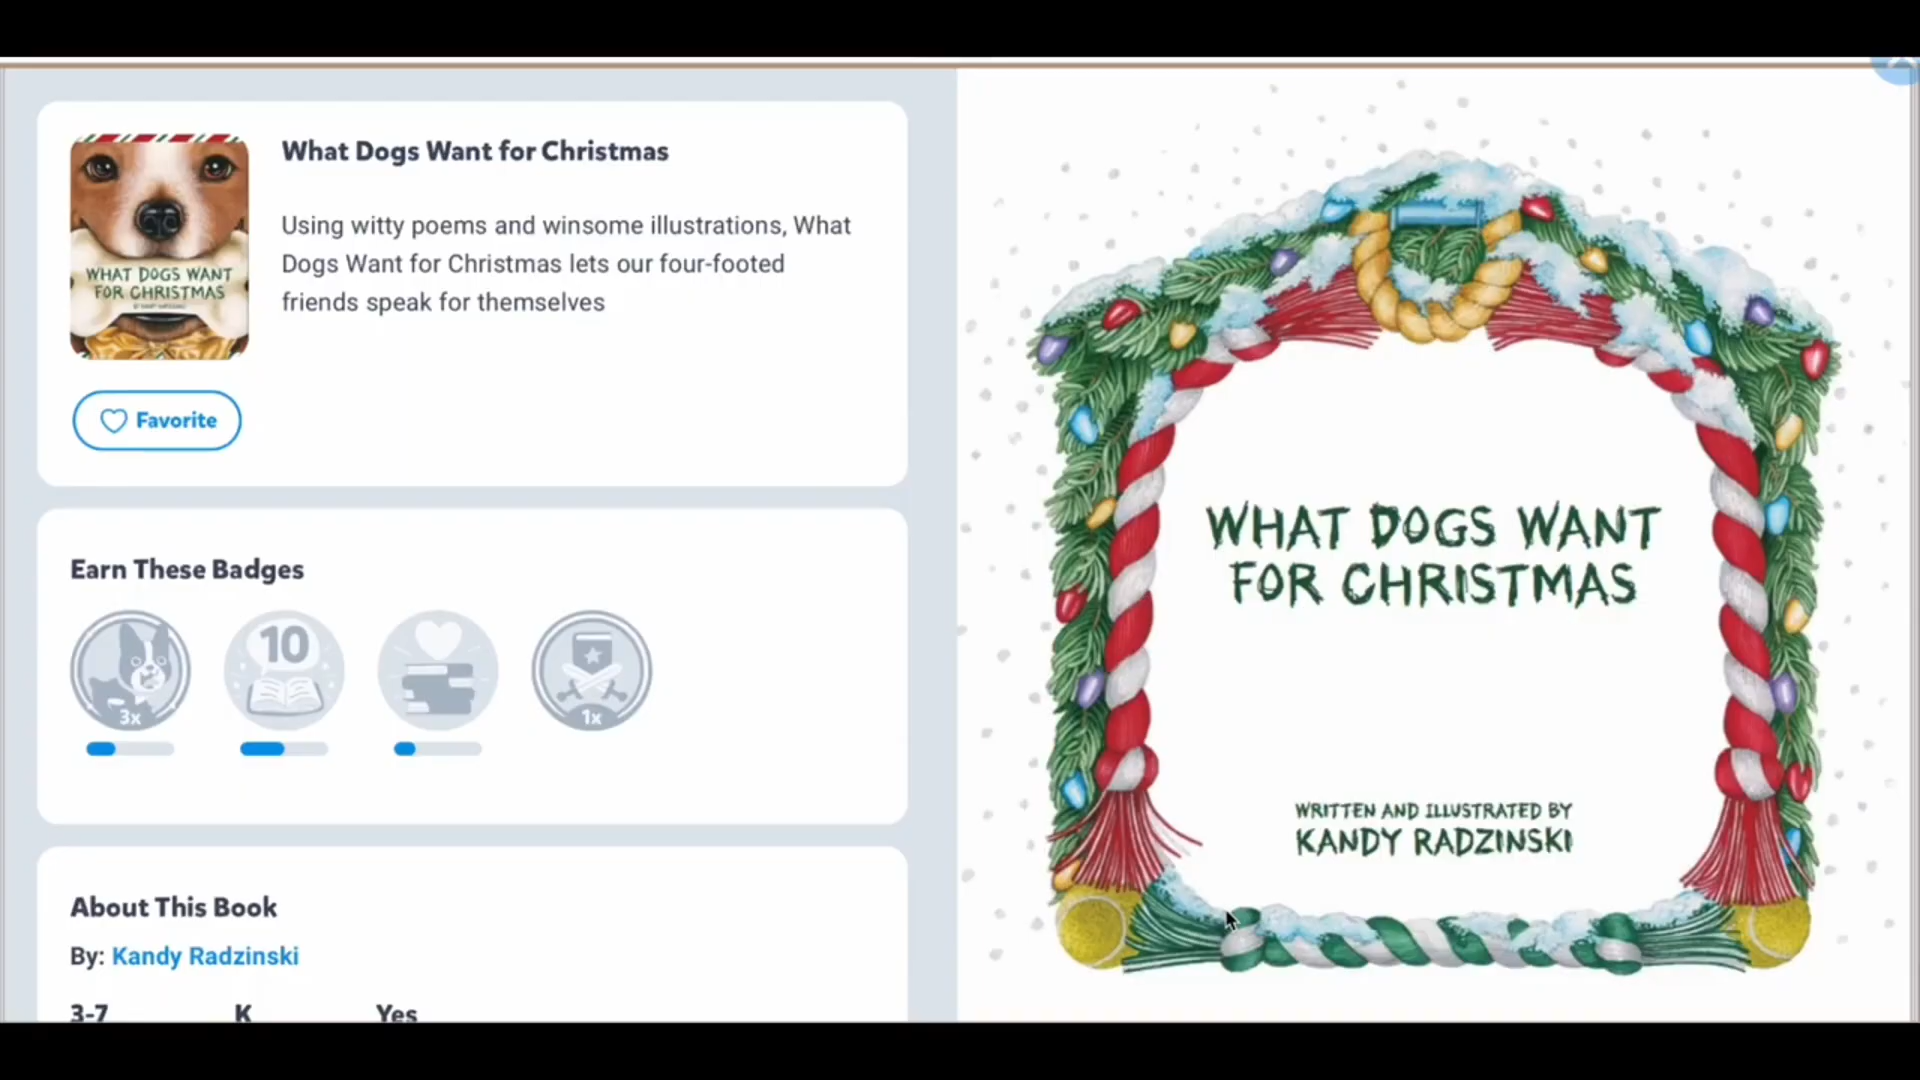 What Dogs Want for Christmas
Using witty poems and winsome illustrations, What
Dogs Want for Christmas lets our four-footed
friends speak for themselves
WHAT DOGS WANT
FOR CHRISTMAS
Favorite
Earn These Badges
3x
10
1x
About This Book
By: Kandy Radzinski
3-7 K Yes
WHAT DOGS WANT
FOR CHRISTMAS
WRITTEN AND ILLUSTRATED BY
KANDY RADZINSKI